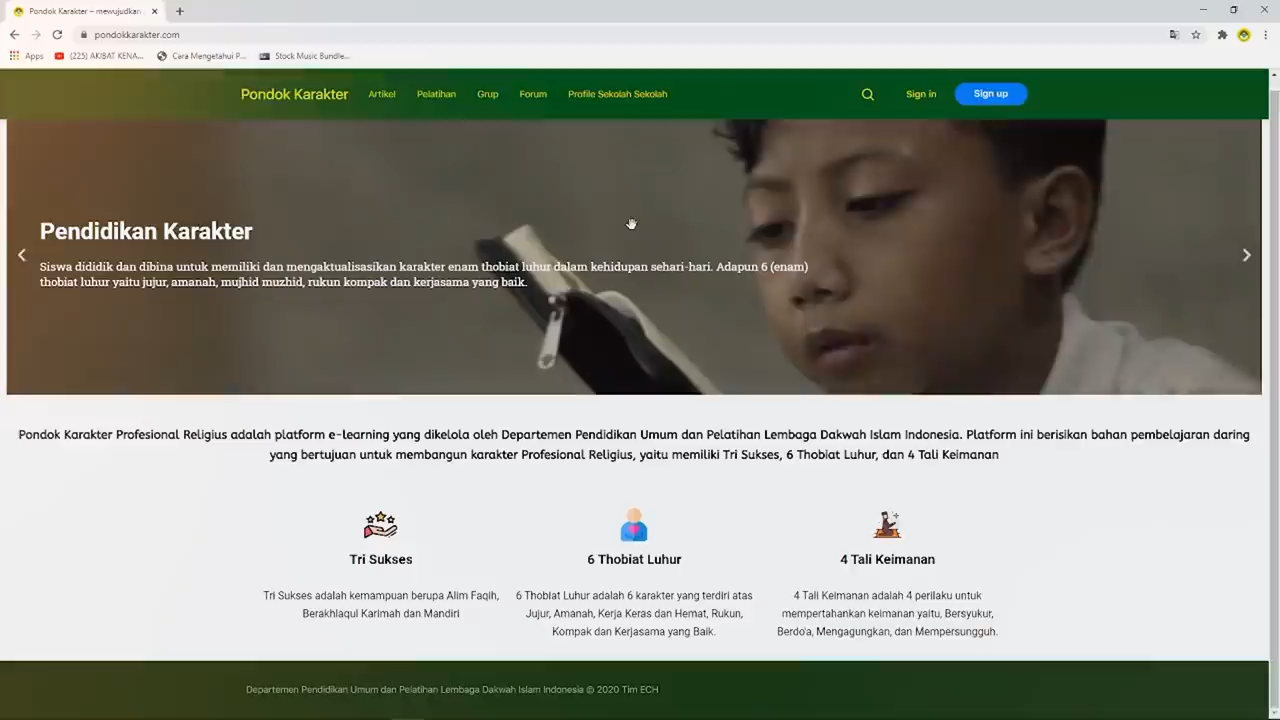 Pondok Karakter – mewujudkan
pondokkarakter.com
Apps
(225) AKIBAT KENA...
Cara Mengetahui P...
Stock Music Bundle...
Pondok Karakter
Artikel
Pelatihan
Grup
Forum
Profile Sekolah Sekolah
Sign in
Sign up
Pendidikan Karakter
Siswa dididik dan dibina untuk memiliki dan mengaktualisasikan karakter enam thobiat luhur dalam kehidupan sehari-hari. Adapun 6 (enam)
thobiat luhur yaitu jujur, amanah, mujhid muzhid, rukun kompak dan kerjasama yang baik.
Pondok Karakter Profesional Religius adalah platform e-learning yang dikelola oleh Departemen Pendidikan Umum dan Pelatihan Lembaga Dakwah Islam Indonesia. Platform ini berisikan bahan pembelajaran daring
yang bertujuan untuk membangun karakter Profesional Religius, yaitu memiliki Tri Sukses, 6 Thobiat Luhur, dan 4 Tali Keimanan
Tri Sukses
Tri Sukses adalah kemampuan berupa Alim Faqih,
Berakhlaqul Karimah dan Mandiri
6 Thobiat Luhur
6 Thobiat Luhur adalah 6 karakter yang terdiri atas
Jujur, Amanah, Kerja Keras dan Hemat, Rukun,
Kompak dan Kerjasama yang Baik.
4 Tali Keimanan
4 Tali Keimanan adalah 4 perilaku untuk
mempertahankan keimanan yaitu, Bersyukur,
Berdo'a, Mengagungkan, dan Mempersungguh.
Departemen Pendidikan Umum dan Pelatihan Lembaga Dakwah Islam Indonesia © 2020 Tim ECH